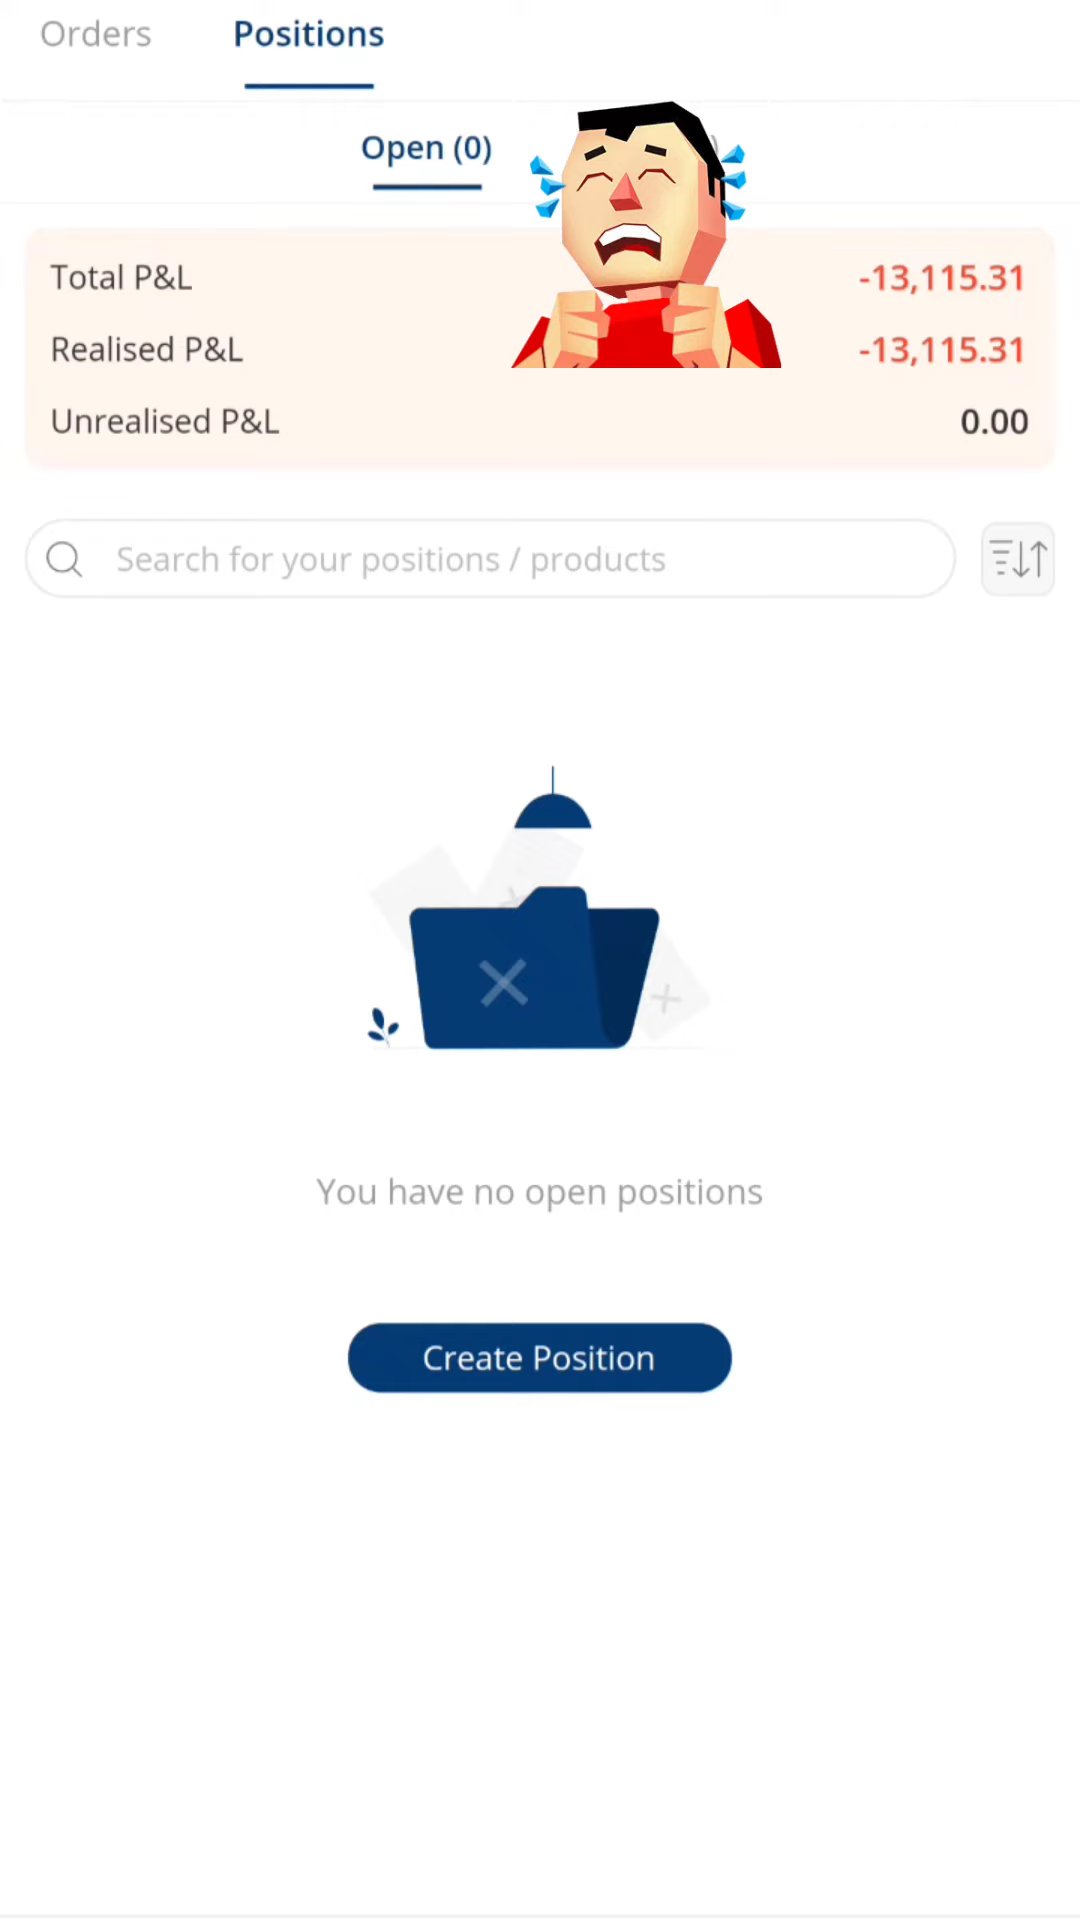 Orders Positions
Open (0)
Total P&L -13,115.31
Realised P&L -13,115.31
Unrealised P&L 0.00
Search for your positions / products
You have no open positions
Create Position